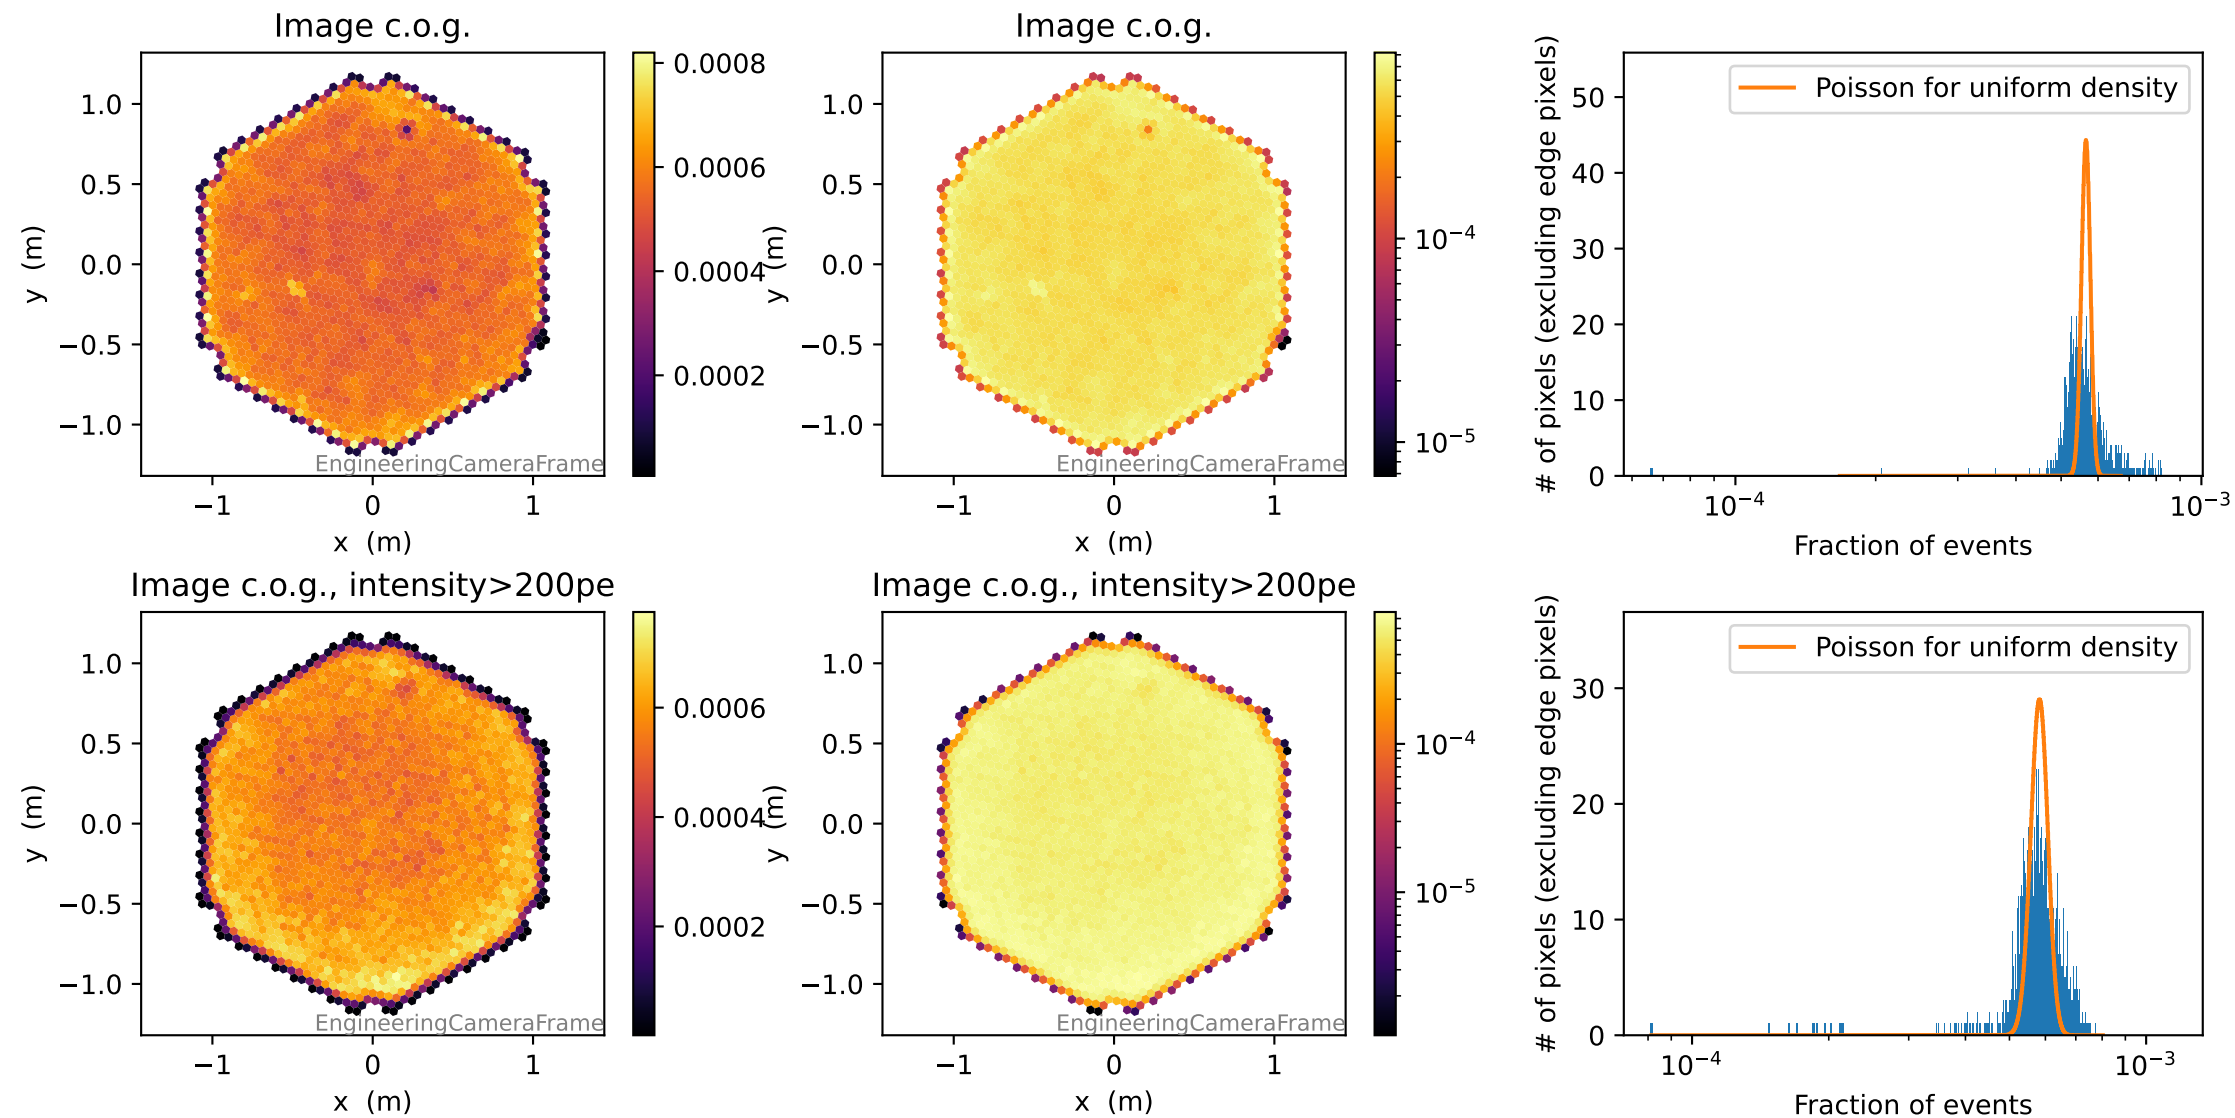 Image c.o.g.
1.0
0.5
0.0
−0.5
−1.0
y (m)
−1
0
1
x (m)
EngineeringCameraFrame
0.0008
0.0006
0.0004
0.0002
Image c.o.g.
1.0
0.5
0.0
−0.5
−1.0
y (m)
−1
0
1
x (m)
EngineeringCameraFrame
10⁻⁴
10⁻⁵
# of pixels (excluding edge pixels)
50
40
30
20
10
0
Poisson for uniform density
10⁻⁴
10⁻³
Fraction of events
Image c.o.g., intensity>200pe
1.0
0.5
0.0
−0.5
−1.0
y (m)
−1
0
1
x (m)
EngineeringCameraFrame
0.0006
0.0004
0.0002
Image c.o.g., intensity>200pe
1.0
0.5
0.0
−0.5
−1.0
y (m)
−1
0
1
x (m)
EngineeringCameraFrame
10⁻⁴
10⁻⁵
# of pixels (excluding edge pixels)
30
20
10
0
Poisson for uniform density
10⁻⁴
10⁻³
Fraction of events